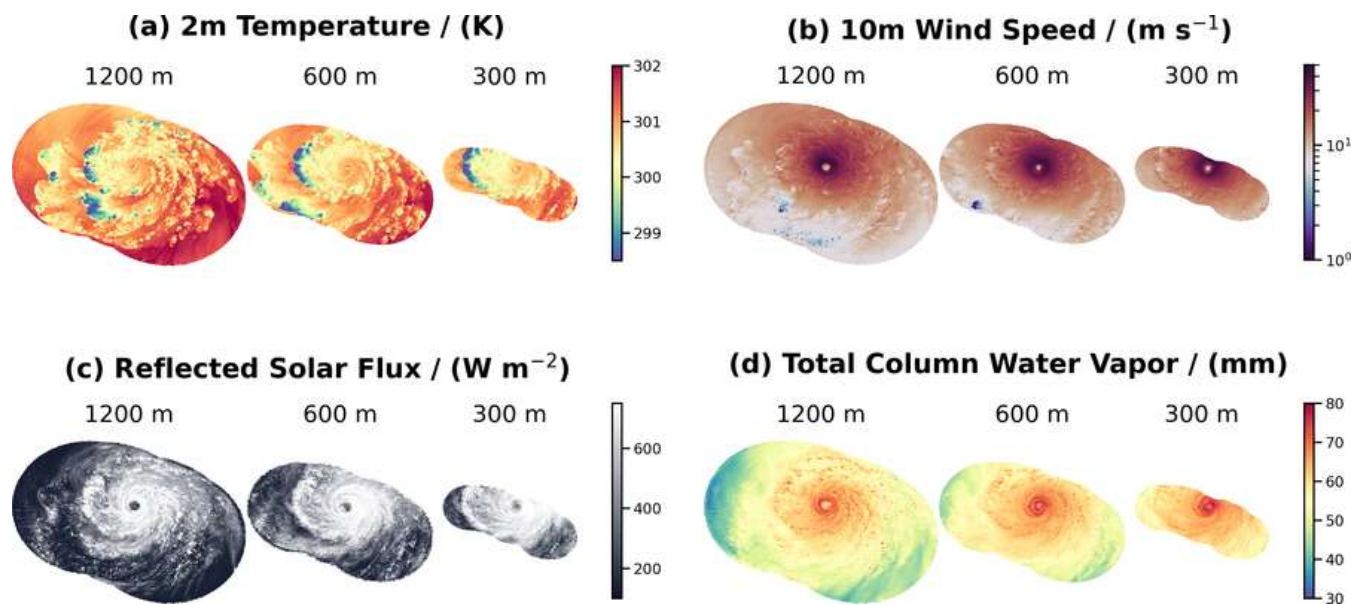 (a) 2m Temperature / (K)
1200 m 600 m 300 m
302
301
300
299
(b) 10m Wind Speed / (m s⁻¹)
1200 m 600 m 300 m
10¹
10⁰
(c) Reflected Solar Flux / (W m⁻²)
1200 m 600 m 300 m
600
400
200
(d) Total Column Water Vapor / (mm)
1200 m 600 m 300 m
80
70
60
50
40
30